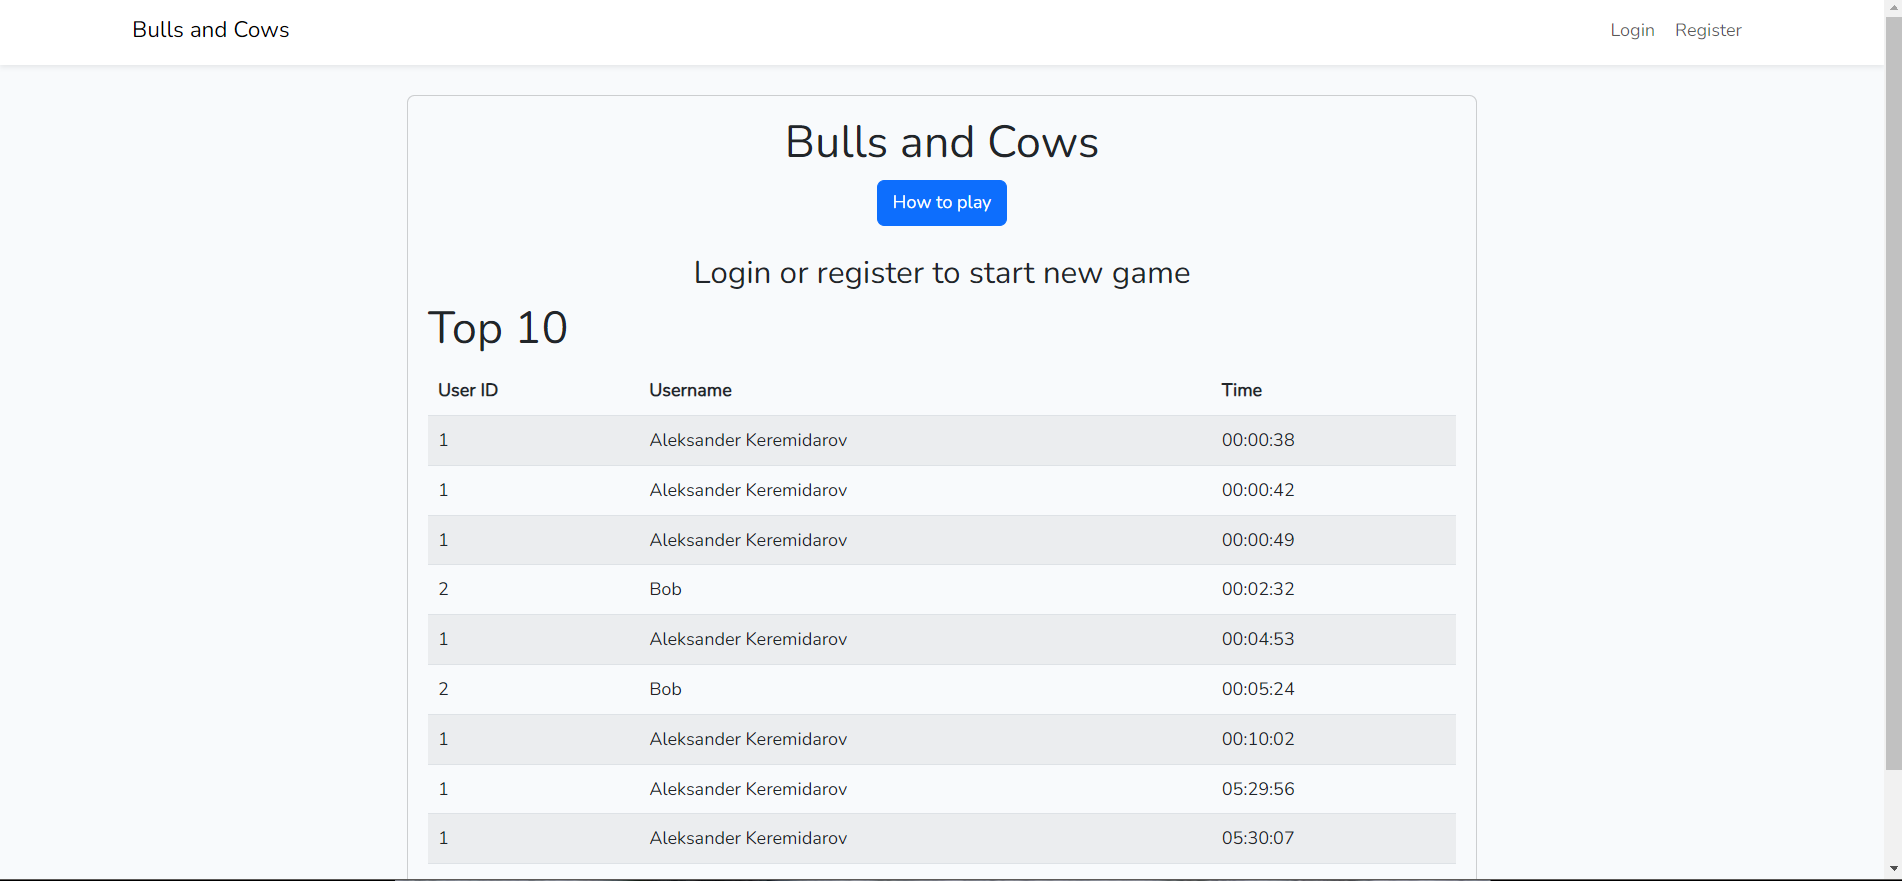 Bulls and Cows Login Register
Bulls and Cows
How to play
Login or register to start new game
Top 10
User ID Username Time
1 Aleksander Keremidarov 00:00:38
1 Aleksander Keremidarov 00:00:42
1 Aleksander Keremidarov 00:00:49
2 Bob 00:02:32
1 Aleksander Keremidarov 00:04:53
2 Bob 00:05:24
1 Aleksander Keremidarov 00:10:02
1 Aleksander Keremidarov 05:29:56
1 Aleksander Keremidarov 05:30:07